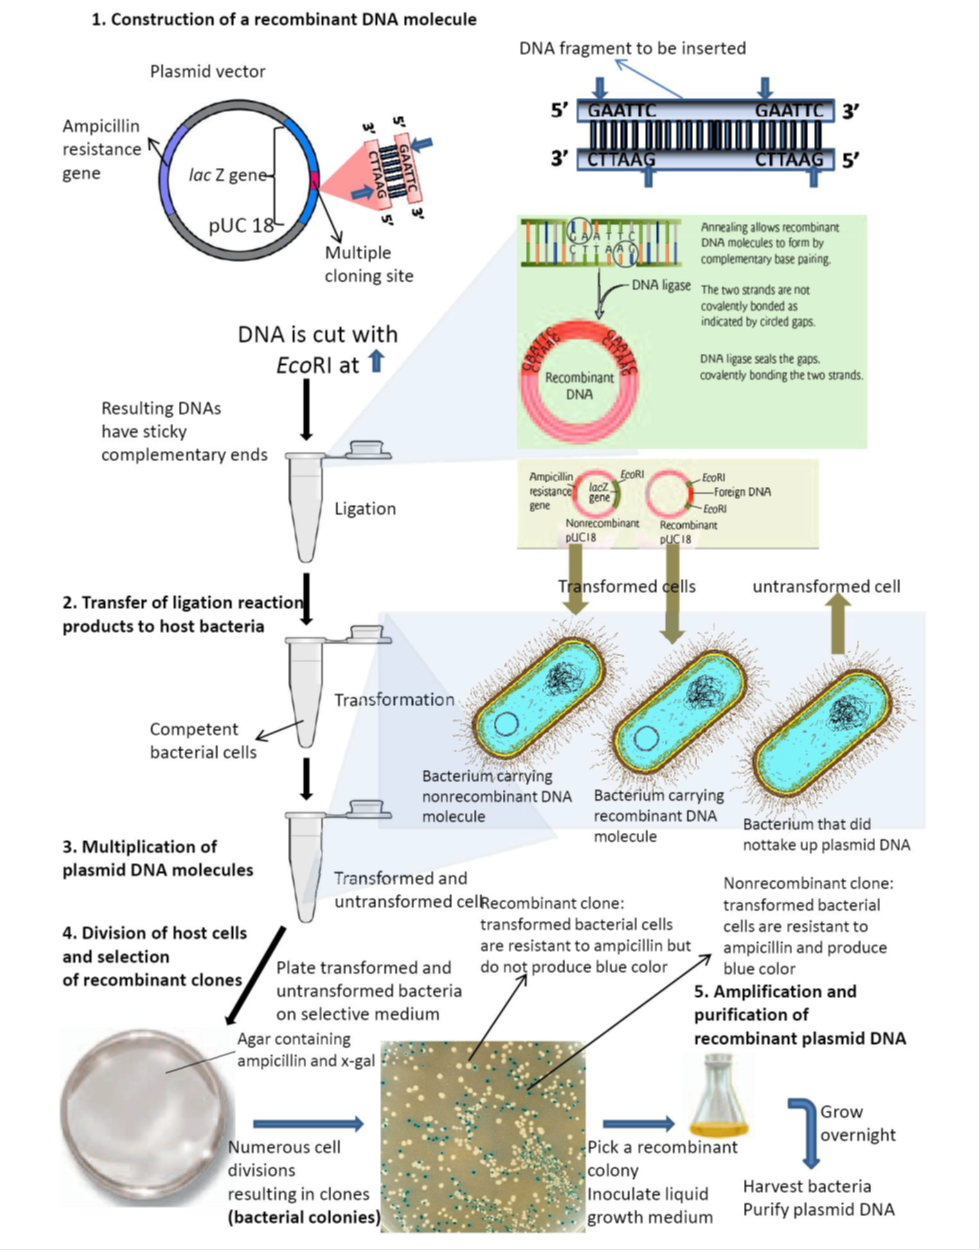 1. Construction of a recombinant DNA molecule
Plasmid vector
Ampicillin
resistance
gene
lac Z gene
pUC 18
Multiple
cloning site
3’
5’
CTTAAG
GAATTC
5’
3’
DNA fragment to be inserted
5’ GAATTC GAATTC 3’
3’ CTTAAG CTTAAG 5’
DNA is cut with
EcoRI at
Resulting DNAs
have sticky
complementary ends
Ligation
G A A T T C
C T T A A G
Annealing allows recombinant
DNA molecules to form by
complementary base pairing.
DNA ligase
The two strands are not
covalently bonded as
indicated by circled gaps.
GAATTC
CTTAAG
GAATTC
CTTAAG
Recombinant
DNA
DNA ligase seals the gaps.
covalently bonding the two strands.
Ampicillin
resistance
gene
lacZ
gene
EcoRI
Nonrecombinant
pUC18
EcoRI
Foreign DNA
EcoRI
Recombinant
pUC18
2. Transfer of ligation reaction
products to host bacteria
Transformed cells
untransformed cell
Transformation
Competent
bacterial cells
Bacterium carrying
nonrecombinant DNA
molecule
Bacterium carrying
recombinant DNA
molecule
Bacterium that did
nottake up plasmid DNA
3. Multiplication of
plasmid DNA molecules
Transformed and
untransformed cell
4. Division of host cells
and selection
of recombinant clones
Plate transformed and
untransformed bacteria
on selective medium
Recombinant clone:
transformed bacterial cells
are resistant to ampicillin but
do not produce blue color
Nonrecombinant clone:
transformed bacterial
cells are resistant to
ampicillin and produce
blue color
Agar containing
ampicillin and x-gal
Numerous cell
divisions
resulting in clones
(bacterial colonies)
5. Amplification and
purification of
recombinant plasmid DNA
Pick a recombinant
colony
Inoculate liquid
growth medium
Grow
overnight
Harvest bacteria
Purify plasmid DNA